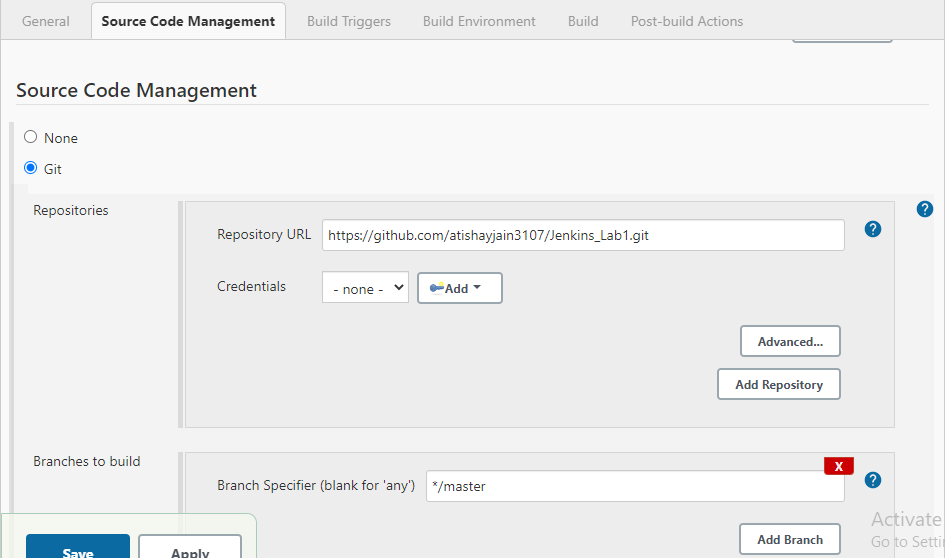 General Source Code Management Build Triggers Build Environment Build Post-build Actions
Source Code Management
None
Git
Repositories
?
Repository URL https://github.com/atishayjain3107/Jenkins_Lab1.git ?
Credentials - none - Add
Advanced...
Add Repository
Branches to build
X
Branch Specifier (blank for 'any') */master ?
Activate
Add Branch
Go to Setti
Save Apply